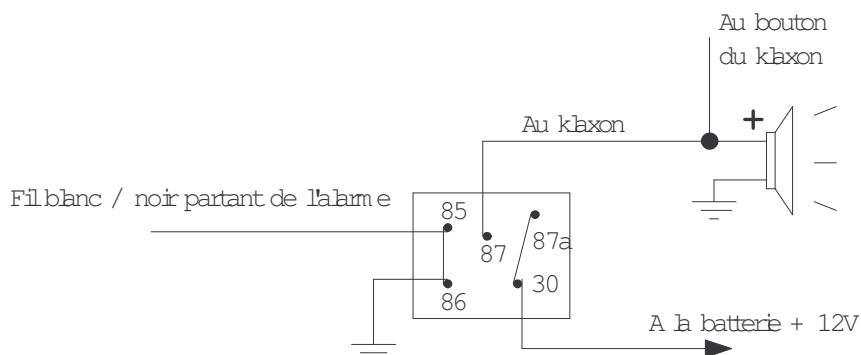 Au bouton
du klaxon
+
Au klaxon
Fil blanc / noir partant de l'alarme
85
87
87a
86
30
A la batterie + 12V